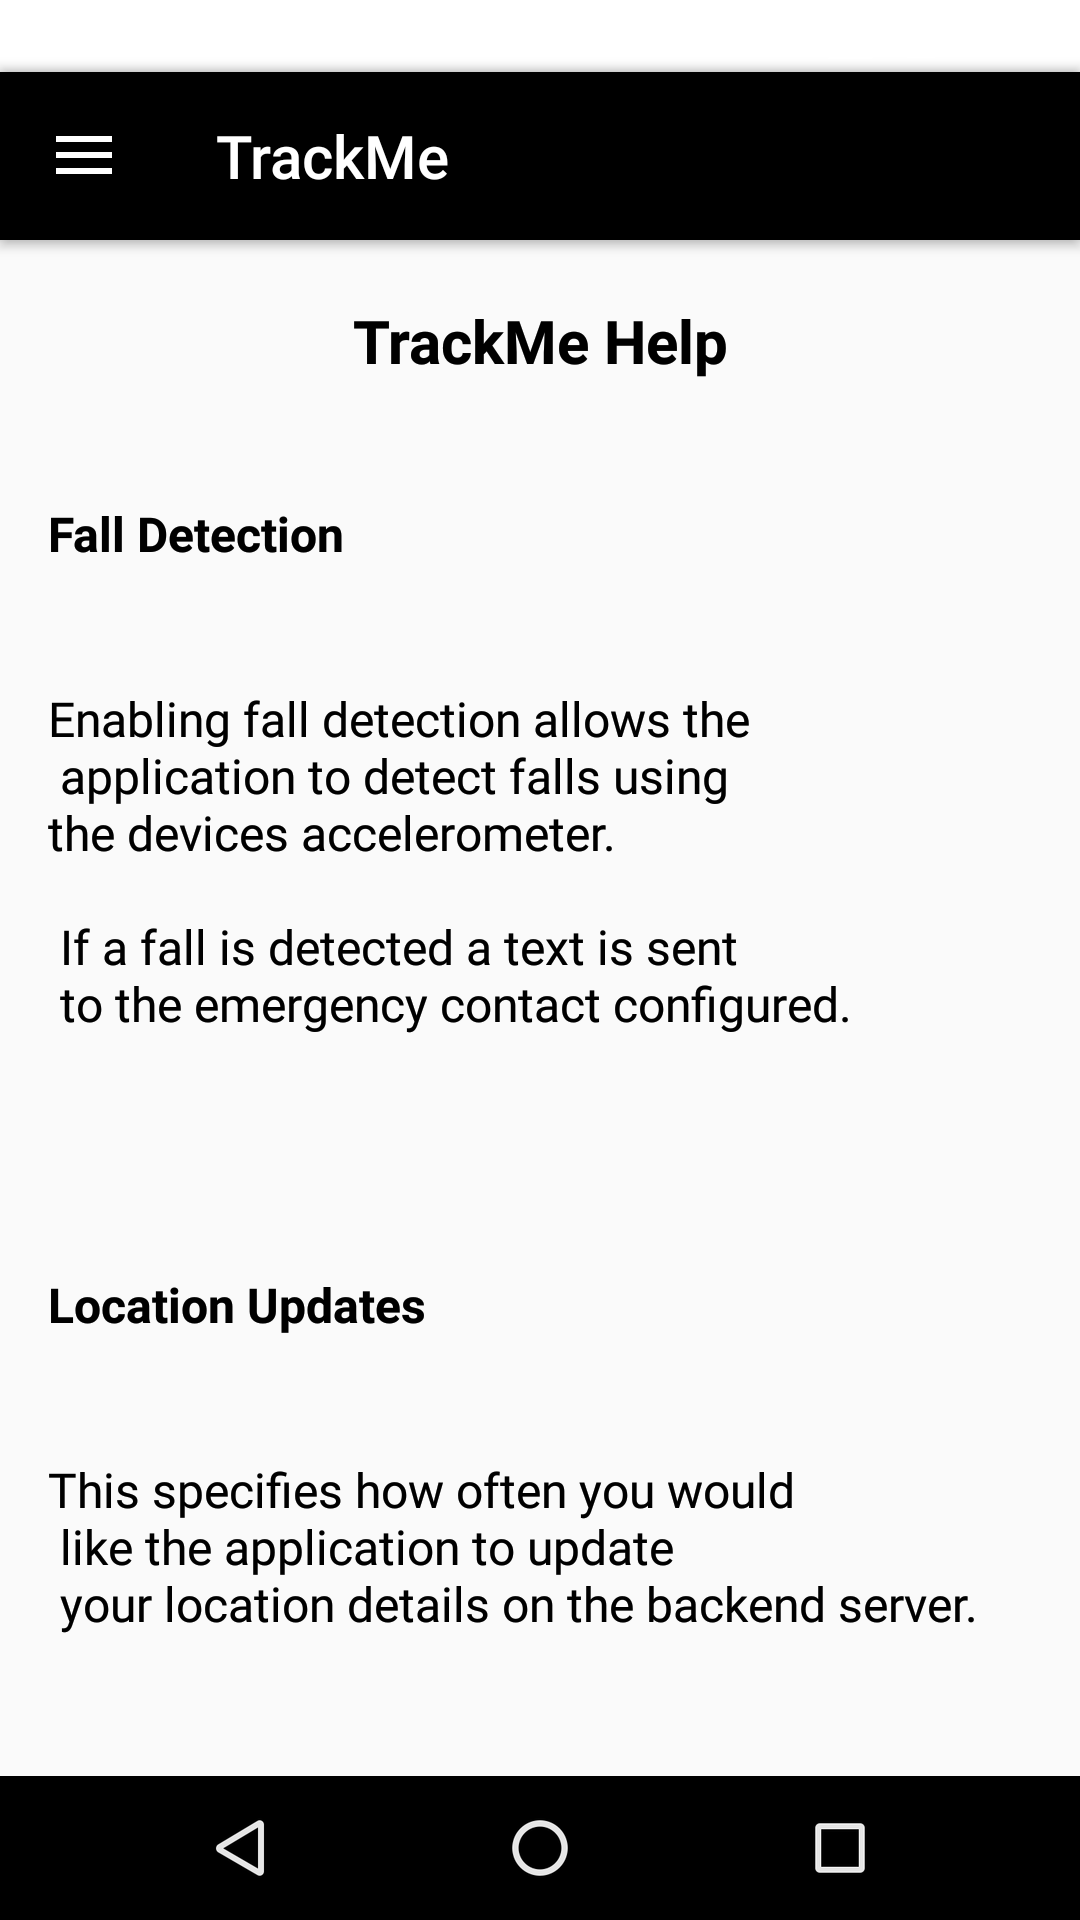 TrackMe
TrackMe Help
Fall Detection
Enabling fall detection allows the
application to detect falls using
the devices accelerometer.
If a fall is detected a text is sent
to the emergency contact configured.
Location Updates
This specifies how often you would
like the application to update
your location details on the backend server.